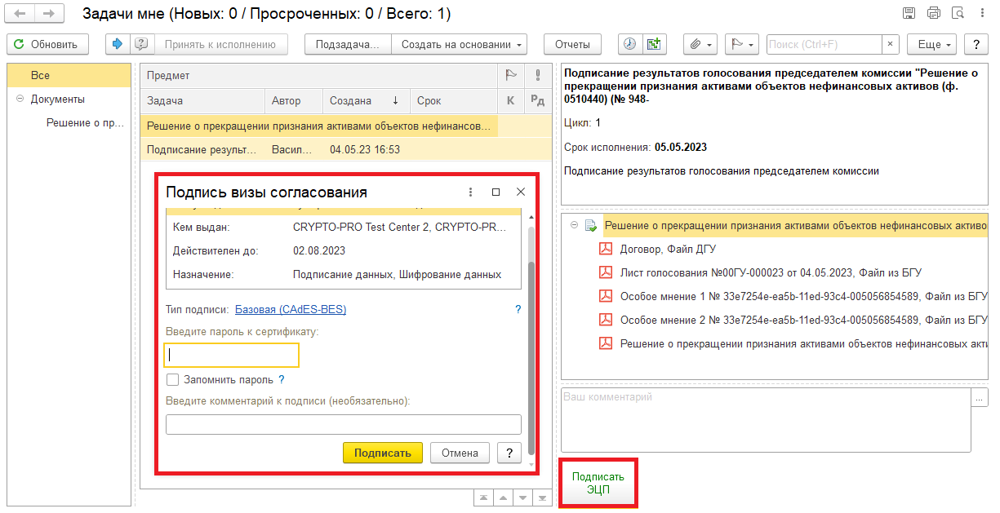 Задачи мне (Новых: 0 / Просроченных: 0 / Всего: 1)
Обновить
Принять к исполнению
Подзадача...
Создать на основании
Отчеты
Поиск (Ctrl+F)
×
Еще
?
Все
Документы
Решение о пр...
Предмет
Задача
Автор
Создана ↓
Срок
К
Рд
Решение о прекращении признания активами объектов нефинансов...
Подписание результ...
Васил...
04.05.23 16:53
Подпись визы согласования
Кем выдан:
CRYPTO-PRO Test Center 2, CRYPTO-PR...
Действителен до:
02.08.2023
Назначение:
Подписание данных, Шифрование данных
Тип подписи: Базовая (CAdES-BES)
?
Введите пароль к сертификату:
Запомнить пароль ?
Введите комментарий к подписи (необязательно):
Подписать
Отмена
?
Подписание результатов голосования председателем комиссии "Решение о
прекращении признания активами объектов нефинансовых активов (ф.
0510440) (№ 948-
Цикл: 1
Срок исполнения: 05.05.2023
Подписание результатов голосования председателем комиссии
Решение о прекращении признания активами объектов нефинансовых активо
Договор, Файл ДГУ
Лист голосования №00ГУ-000023 от 04.05.2023, Файл из БГУ
Особое мнение 1 № 33e7254e-ea5b-11ed-93c4-005056854589, Файл из БГУ
Особое мнение 2 № 33e7254e-ea5b-11ed-93c4-005056854589, Файл из БГУ
Решение о прекращении признания активами объектов нефинансовых акти
Ваш комментарий
...
Подписать
ЭЦП